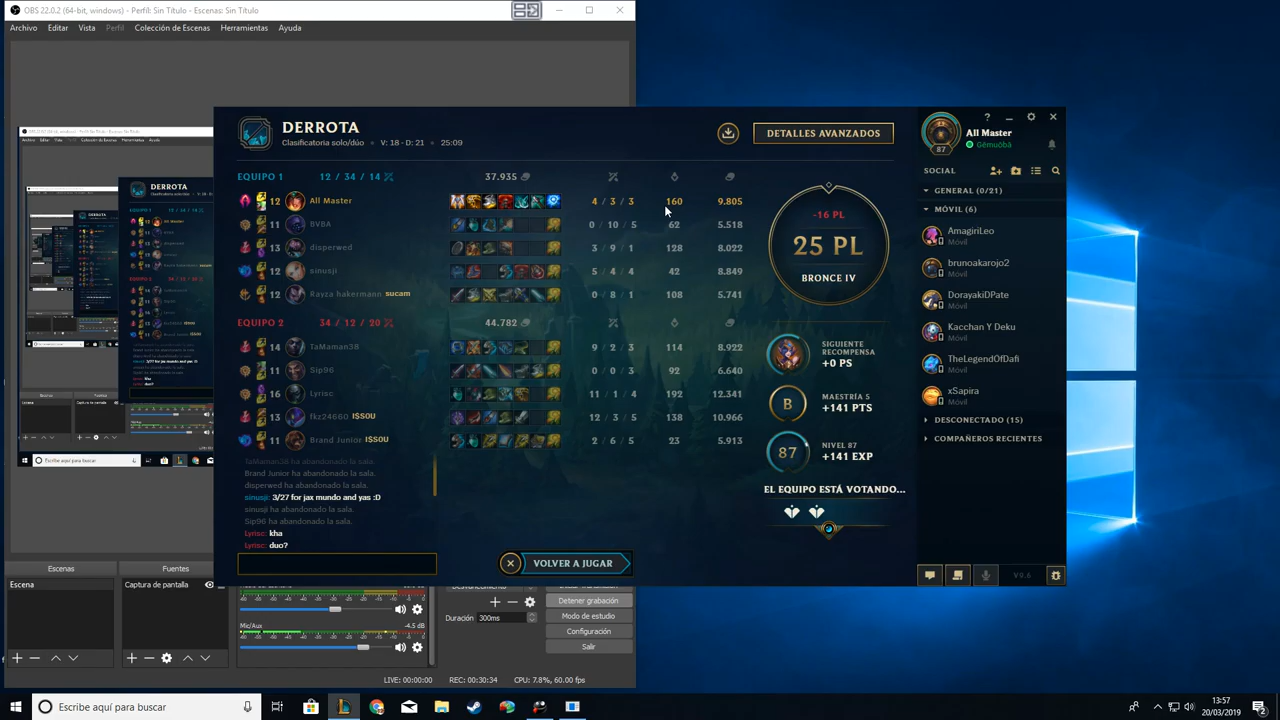 OBS 22.0.2 (64-bit, windows) - Perfil: Sin Título - Escenas: Sin Título
Archivo Editar Vista Perfil Colección de Escenas Herramientas Ayuda
DERROTA
Clasificatoria solo/dúo • V: 18 - D: 21 • 25:09
DETALLES AVANZADOS
All Master
87
Gemuòbà
SOCIAL
EQUIPO 1 12 / 34 / 14 37.935
12 All Master 4 / 3 / 3 160 9.805
11 BVBA 0 / 10 / 5 62 5.518
13 disperwed 3 / 9 / 1 128 8.022
12 sinusji 5 / 4 / 4 42 8.849
12 Rayza hakermann sucam 0 / 8 / 1 108 5.741
EQUIPO 2 34 / 12 / 20 44.782
14 TaMaman38 9 / 2 / 3 114 8.922
11 Sip96 0 / 0 / 3 92 6.640
16 Lyrisc 11 / 1 / 4 192 12.341
13 fkz24660 ISSOU 12 / 3 / 5 138 10.966
11 Brand Junior ISSOU 2 / 6 / 5 23 5.913
TaMaman38 ha abandonado la sala.
Brand Junior ha abandonado la sala.
disperwed ha abandonado la sala.
sinusji: 3/27 for jax mundo and yas :D
sinusji ha abandonado la sala.
Sip96 ha abandonado la sala.
Lyrisc: kha
Lyrisc: duo?
VOLVER A JUGAR
-16 PL
25 PL
BRONCE IV
SIGUIENTE
RECOMPENSA
+0 PS
B
MAESTRÍA 5
+141 PTS
87
NIVEL 87
+141 EXP
EL EQUIPO ESTÁ VOTANDO...
GENERAL (0/21)
MÓVIL (6)
AmagiriLeo
Móvil
brunoakarojo2
Móvil
DorayakiDPate
Móvil
Kacchan Y Deku
Móvil
TheLegendOfDafi
Móvil
xSapira
Móvil
DESCONECTADO (15)
COMPAÑEROS RECIENTES
V9.6
Escenas Fuentes
Escena
Captura de pantalla
Mic/Aux -4.5 dB
Duración 300ms
Detener grabación
Modo de estudio
Configuración
Salir
LIVE: 00:00:00 REC: 00:30:34 CPU: 7.8%, 60.00 fps
Escribe aquí para buscar
13:57
20/03/2019
2